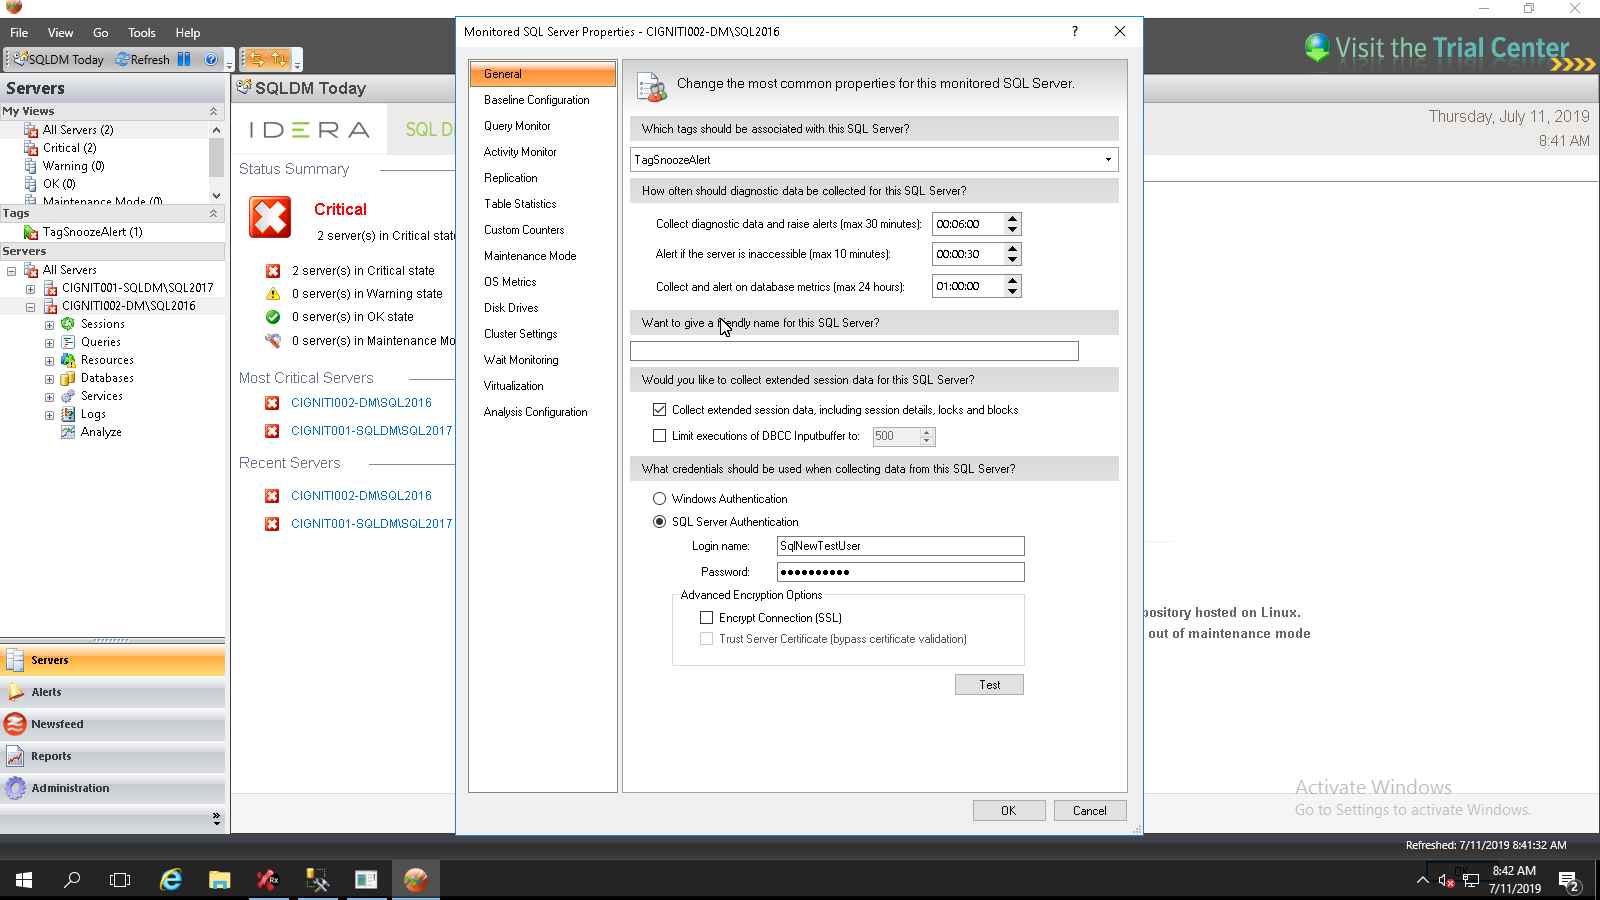 Monitored SQL Server Properties - CIGNITI002-DM\SQL2016
?
File View Go Tools Help
SQLDM Today Refresh
Visit the Trial Center
Servers
My Views
All Servers (2)
Critical (2)
Warning (0)
OK (0)
Maintenance Mode (0)
Tags
TagSnoozeAlert (1)
Servers
All Servers
CIGNIT001-SQLDM\SQL2017
CIGNITI002-DM\SQL2016
Sessions
Queries
Resources
Databases
Services
Logs
Analyze
Servers
Alerts
Newsfeed
Reports
Administration
SQLDM Today
IDERA SQL D
Thursday, July 11, 2019
8:41 AM
Status Summary
Critical
2 server(s) in Critical stat
2 server(s) in Critical state
0 server(s) in Warning state
0 server(s) in OK state
0 server(s) in Maintenance Mo
Most Critical Servers
CIGNITI002-DM\SQL2016
CIGNIT001-SQLDM\SQL2017
Recent Servers
CIGNITI002-DM\SQL2016
CIGNIT001-SQLDM\SQL2017
General
Baseline Configuration
Query Monitor
Activity Monitor
Replication
Table Statistics
Custom Counters
Maintenance Mode
OS Metrics
Disk Drives
Cluster Settings
Wait Monitoring
Virtualization
Analysis Configuration
Change the most common properties for this monitored SQL Server.
Which tags should be associated with this SQL Server?
TagSnoozeAlert
How often should diagnostic data be collected for this SQL Server?
Collect diagnostic data and raise alerts (max 30 minutes): 00:06:00
Alert if the server is inaccessible (max 10 minutes): 00:00:30
Collect and alert on database metrics (max 24 hours): 01:00:00
Want to give a friendly name for this SQL Server?
Would you like to collect extended session data for this SQL Server?
Collect extended session data, including session details, locks and blocks
Limit executions of DBCC Inputbuffer to: 500
What credentials should be used when collecting data from this SQL Server?
Windows Authentication
SQL Server Authentication
Login name: SqlNewTestUser
Password: ●●●●●●●●●●
Advanced Encryption Options
Encrypt Connection (SSL)
Trust Server Certificate (bypass certificate validation)
Test
OK Cancel
pository hosted on Linux.
out of maintenance mode
Activate Windows
Go to Settings to activate Windows.
Refreshed: 7/11/2019 8:41:32 AM
8:42 AM
7/11/2019
2